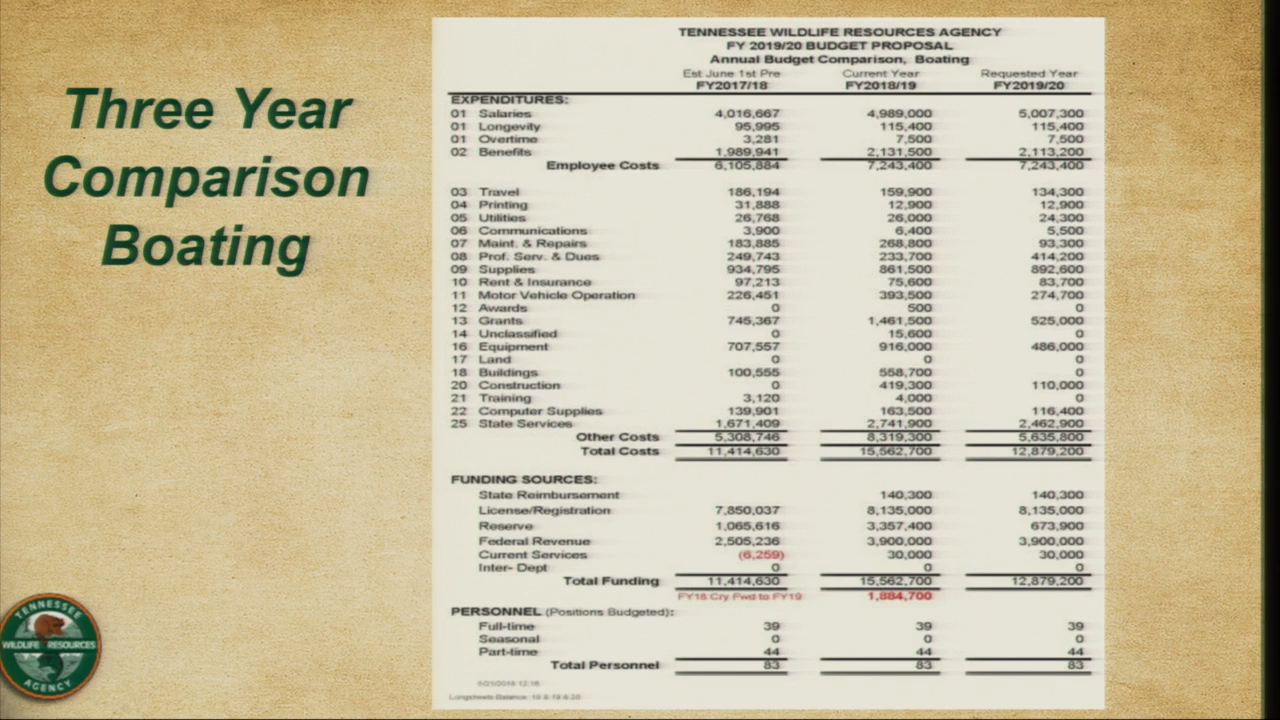 Three Year
Comparison
Boating
TENNESSEE WILDLIFE RESOURCES AGENCY
FY 2019/20 BUDGET PROPOSAL
Annual Budget Comparison, Boating
Est June 1st Pre Current Year Requested Year
FY2017/18 FY2018/19 FY2019/20
EXPENDITURES:
01 Salaries 4,016,667 4,989,000 5,007,300
01 Longevity 95,995 115,400 115,400
01 Overtime 3,281 7,500 7,500
02 Benefits 1,989,941 2,131,500 2,113,200
Employee Costs 6,105,884 7,243,400 7,243,400
03 Travel 186,194 159,900 134,300
04 Printing 31,888 12,900 12,900
05 Utilities 26,768 26,000 24,300
06 Communications 3,900 6,400 5,500
07 Maint. & Repairs 183,885 268,800 93,300
08 Prof. Serv. & Dues 249,743 233,700 414,200
09 Supplies 934,795 861,500 892,600
10 Rent & Insurance 97,213 75,600 83,700
11 Motor Vehicle Operation 226,451 393,500 274,700
12 Awards 0 500 0
13 Grants 745,367 1,461,500 525,000
14 Unclassified 0 15,600 0
16 Equipment 707,557 916,000 486,000
17 Land 0 0 0
18 Buildings 100,555 558,700 0
20 Construction 0 419,300 110,000
21 Training 3,120 4,000 0
22 Computer Supplies 139,901 163,500 116,400
25 State Services 1,671,409 2,741,900 2,462,900
Other Costs 5,308,746 8,319,300 5,635,800
Total Costs 11,414,630 15,562,700 12,879,200
FUNDING SOURCES:
State Reimbursement 140,300 140,300
License/Registration 7,850,037 8,135,000 8,135,000
Reserve 1,065,616 3,357,400 673,900
Federal Revenue 2,505,236 3,900,000 3,900,000
Current Services (6,259) 30,000 30,000
Inter- Dept 0 0 0
Total Funding 11,414,630 15,562,700 12,879,200
FY18 Cry Fwd to FY19 1,884,700
PERSONNEL (Positions Budgeted):
Full-time 39 39 39
Seasonal 0 0 0
Part-time 44 44 44
Total Personnel 83 83 83
Longsheets Balance: 18 & 19 & 20
TENNESSEE
WILDLIFE RESOURCES
AGENCY